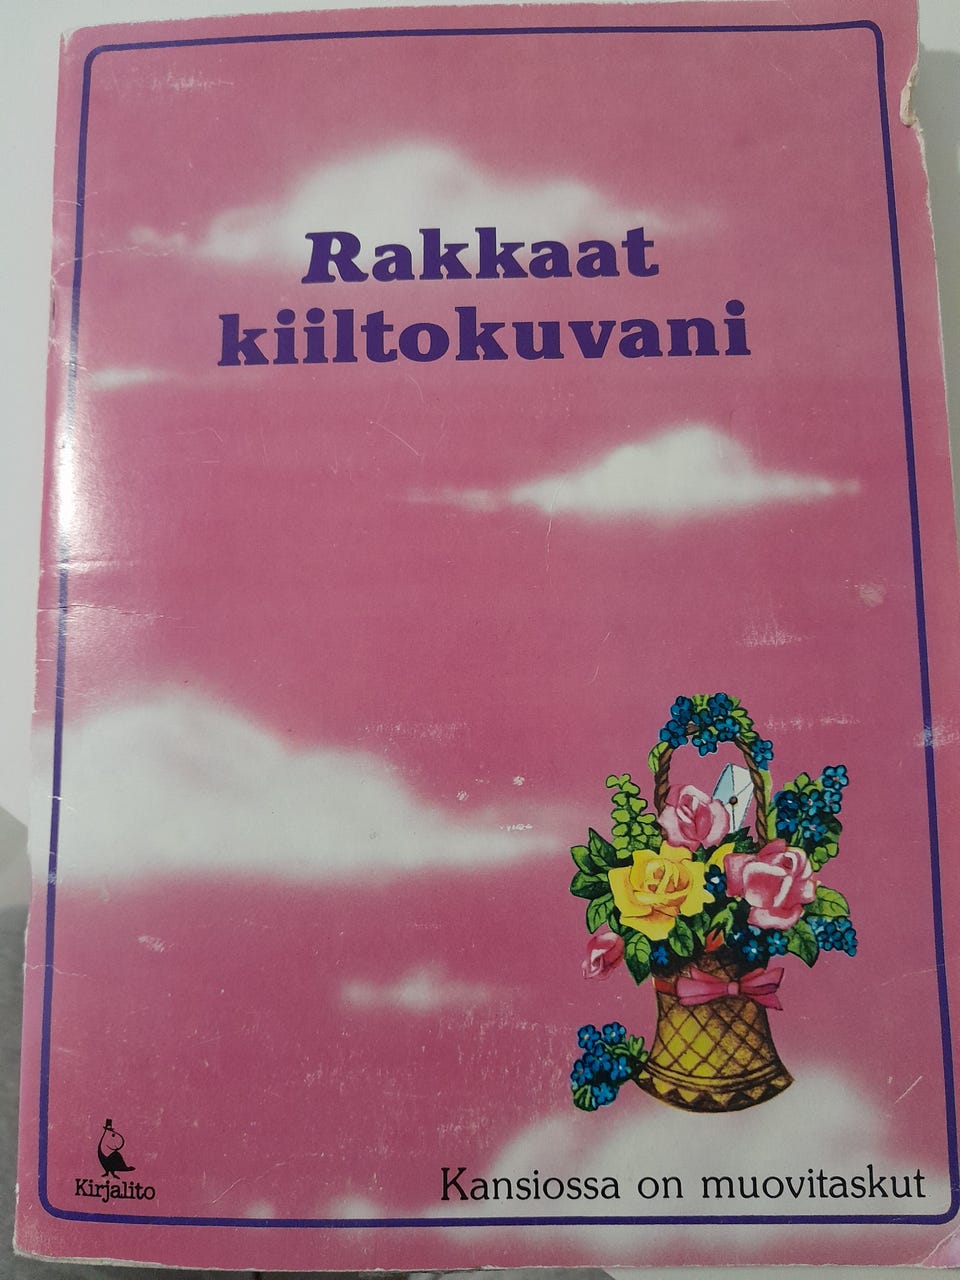 Rakkaat
kiiltokuvani
Kirjalito
Kansiossa on muovitaskut